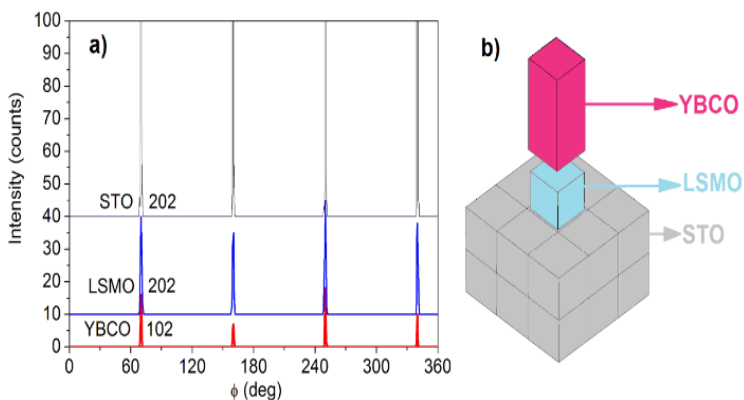 a)
Intensity (counts)
100
90
80
70
60
50
40
30
20
10
0
STO 202
LSMO 202
YBCO 102
0 60 120 180 240 300 360
ϕ (deg)
b)
YBCO
LSMO
STO